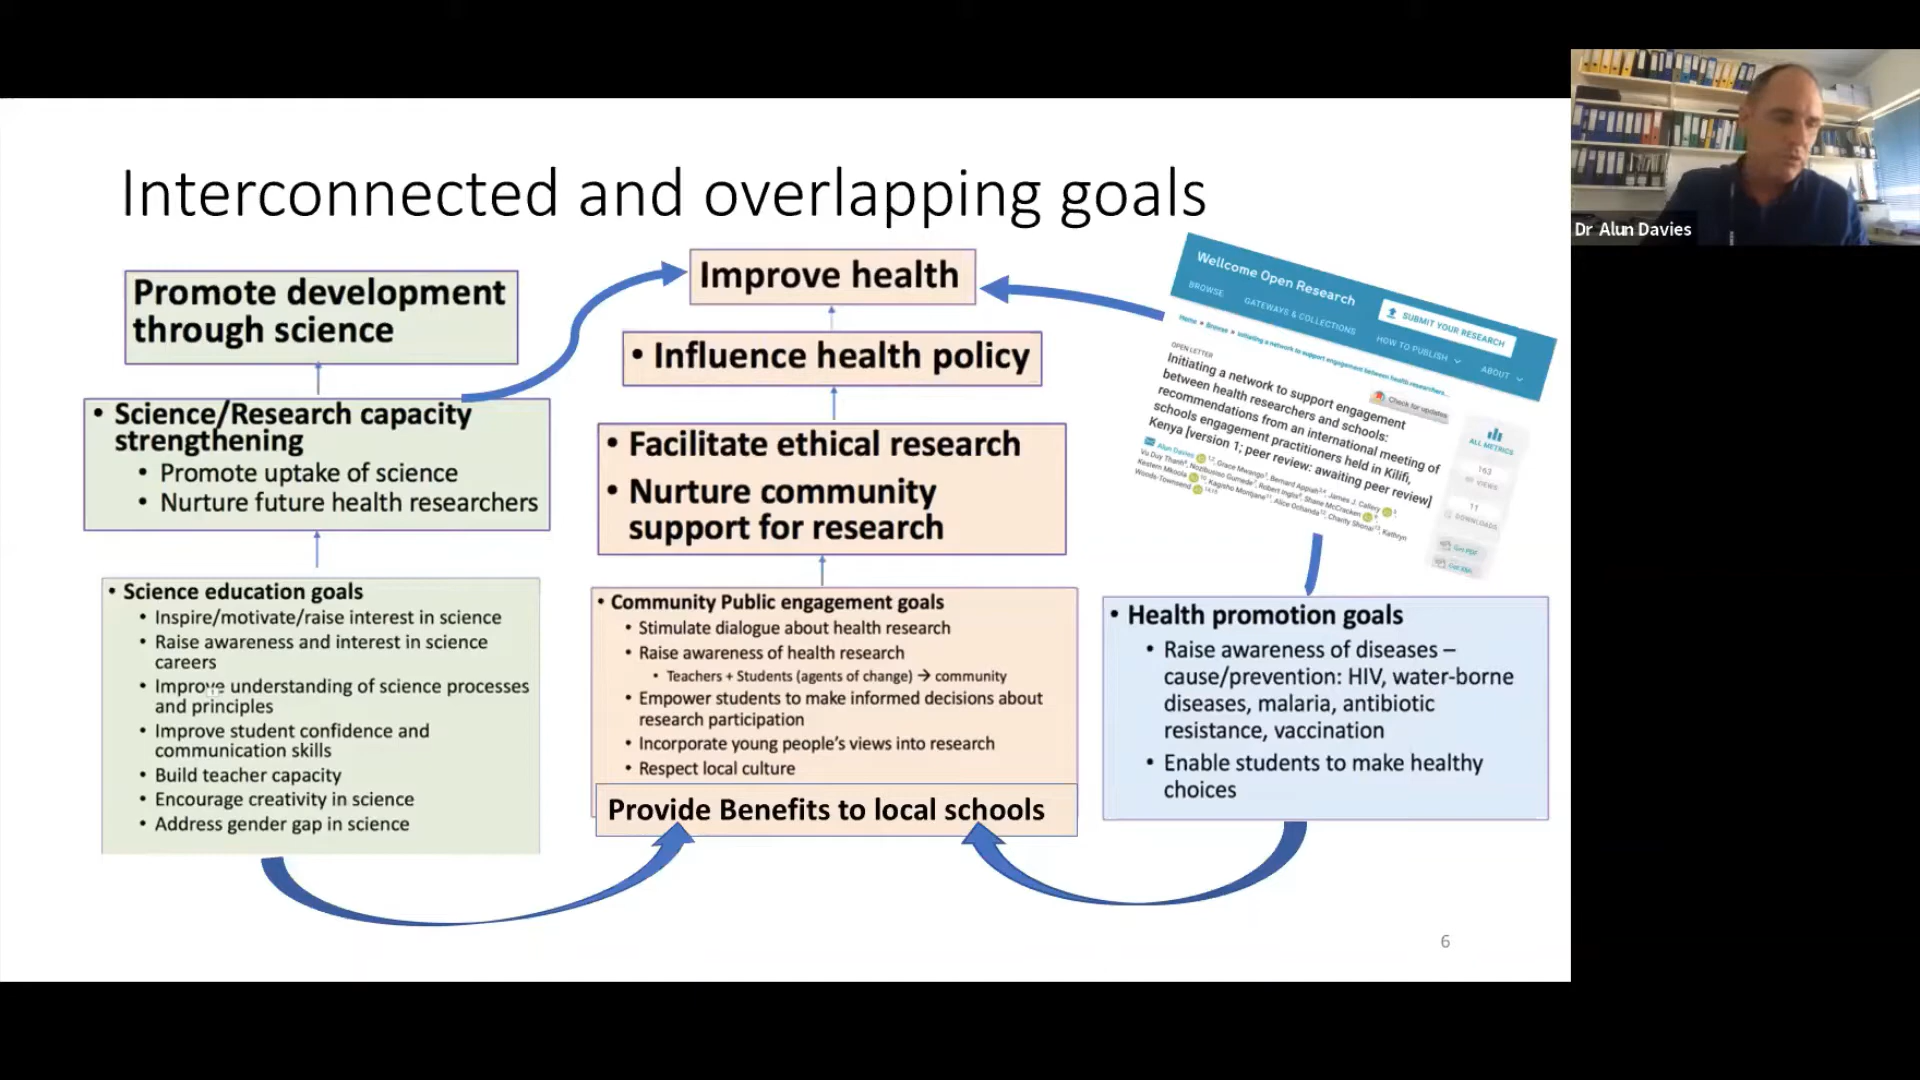 Interconnected and overlapping goals
Dr Alun Davies
Promote development
through science
• Science/Research capacity
strengthening
• Promote uptake of science
• Nurture future health researchers
• Science education goals
• Inspire/motivate/raise interest in science
• Raise awareness and interest in science
careers
• Improve understanding of science processes
and principles
• Improve student confidence and
communication skills
• Build teacher capacity
• Encourage creativity in science
• Address gender gap in science
Improve health
• Influence health policy
• Facilitate ethical research
• Nurture community
support for research
• Community Public engagement goals
• Stimulate dialogue about health research
• Raise awareness of health research
• Teachers + Students (agents of change) → community
• Empower students to make informed decisions about
research participation
• Incorporate young people's views into research
• Respect local culture
Provide Benefits to local schools
Wellcome Open Research
BROWSE
GATEWAYS & COLLECTIONS
HOW TO PUBLISH
ABOUT
SUBMIT YOUR RESEARCH
Home » Browse » Initiating a network to support engagement between health researchers...
OPEN LETTER
Check for updates
Initiating a network to support engagement
between health researchers and schools:
recommendations from an international meeting of
schools engagement practitioners held in Kilifi,
Kenya [version 1; peer review: awaiting peer review]
Alun Davies, Grace Mwango, Bernard Appiah, James J. Callery,
Vu Duy Thanh, Nozibusiso Gumede, Robert Inglis, Shane McCracken,
Kestern Mkoola, Kagisho Montjane, Alice Ochanda, Charity Shonai, Kathryn
Woods-Townsend
ALL METRICS
163
VIEWS
11
DOWNLOADS
Get PDF
Get XML
• Health promotion goals
• Raise awareness of diseases –
cause/prevention: HIV, water-borne
diseases, malaria, antibiotic
resistance, vaccination
• Enable students to make healthy
choices
6